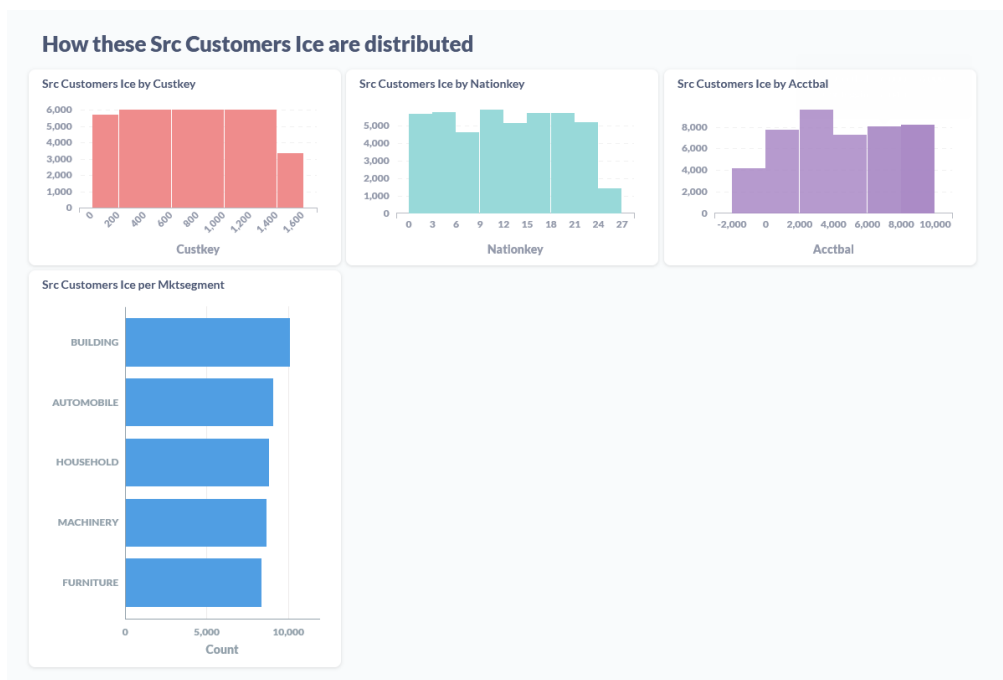 How these Src Customers Ice are distributed
Src Customers Ice by Custkey
6,000
5,000
4,000
3,000
2,000
1,000
0
0 200 400 600 800 1,000 1,200 1,400 1,600
Custkey
Src Customers Ice by Nationkey
5,000
4,000
3,000
2,000
1,000
0
0 3 6 9 12 15 18 21 24 27
Nationkey
Src Customers Ice by Acctbal
8,000
6,000
4,000
2,000
0
-2,000 0 2,000 4,000 6,000 8,000 10,000
Acctbal
Src Customers Ice per Mktsegment
BUILDING
AUTOMOBILE
HOUSEHOLD
MACHINERY
FURNITURE
0 5,000 10,000
Count